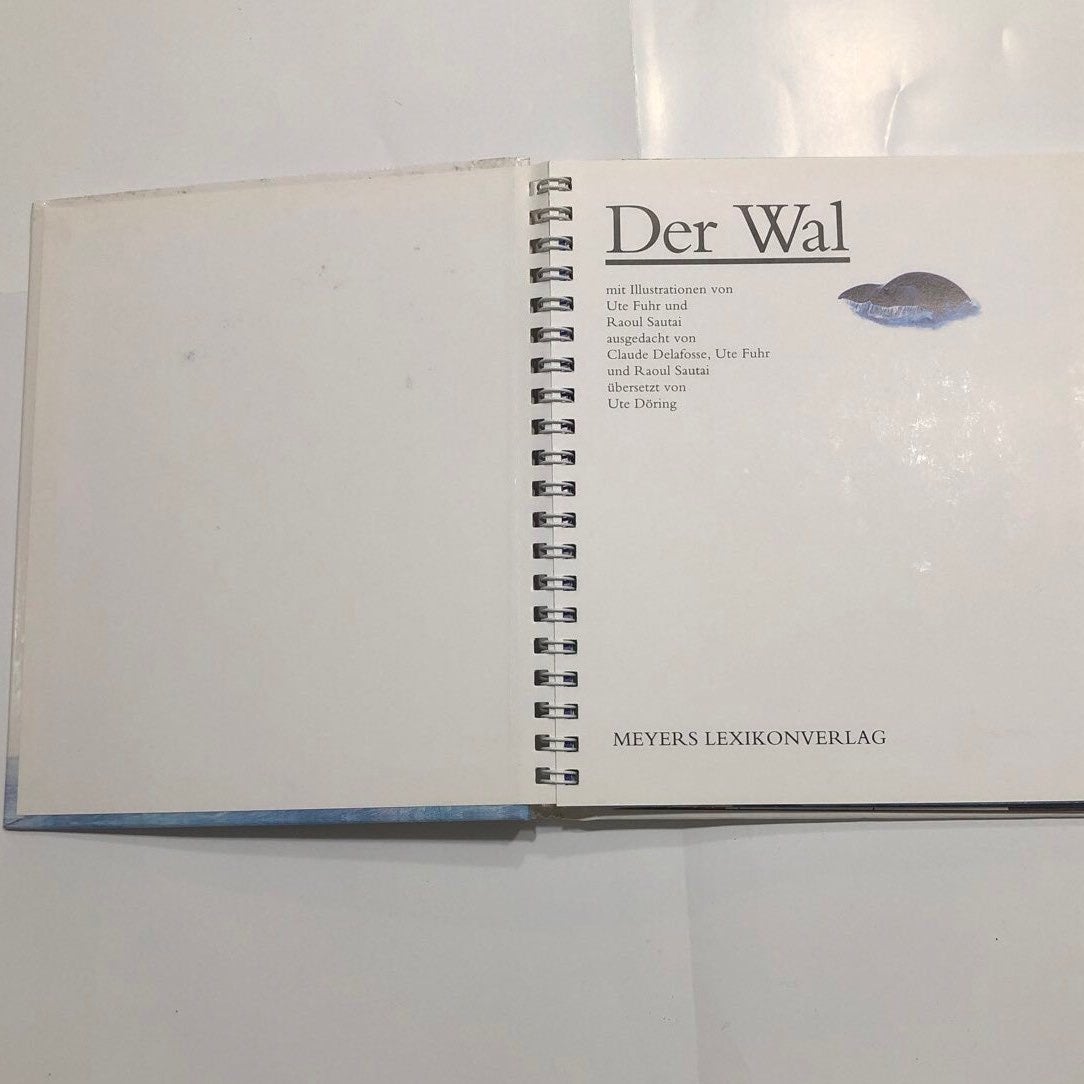 Der Wal
mit Illustrationen von
Ute Fuhr und
Raoul Sautai
ausgedacht von
Claude Delafosse, Ute Fuhr
und Raoul Sautai
übersetzt von
Ute Döring
MEYERS LEXIKONVERLAG